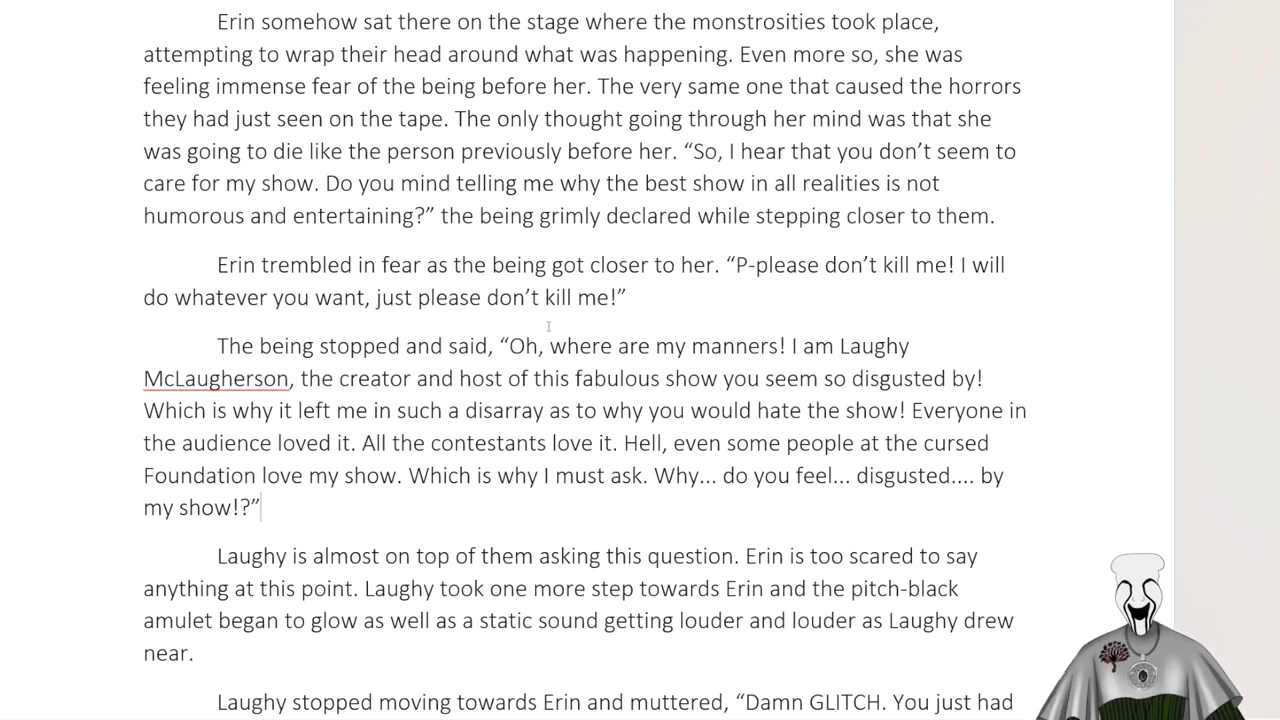 Erin somehow sat there on the stage where the monstrosities took place,
attempting to wrap their head around what was happening. Even more so, she was
feeling immense fear of the being before her. The very same one that caused the horrors
they had just seen on the tape. The only thought going through her mind was that she
was going to die like the person previously before her. “So, I hear that you don’t seem to
care for my show. Do you mind telling me why the best show in all realities is not
humorous and entertaining?” the being grimly declared while stepping closer to them.
Erin trembled in fear as the being got closer to her. “P-please don’t kill me! I will
do whatever you want, just please don’t kill me!”
The being stopped and said, “Oh, where are my manners! I am Laughy
McLaugherson, the creator and host of this fabulous show you seem so disgusted by!
Which is why it left me in such a disarray as to why you would hate the show! Everyone in
the audience loved it. All the contestants love it. Hell, even some people at the cursed
Foundation love my show. Which is why I must ask. Why... do you feel... disgusted.... by
my show!?”
Laughy is almost on top of them asking this question. Erin is too scared to say
anything at this point. Laughy took one more step towards Erin and the pitch-black
amulet began to glow as well as a static sound getting louder and louder as Laughy drew
near.
Laughy stopped moving towards Erin and muttered, “Damn GLITCH. You just had